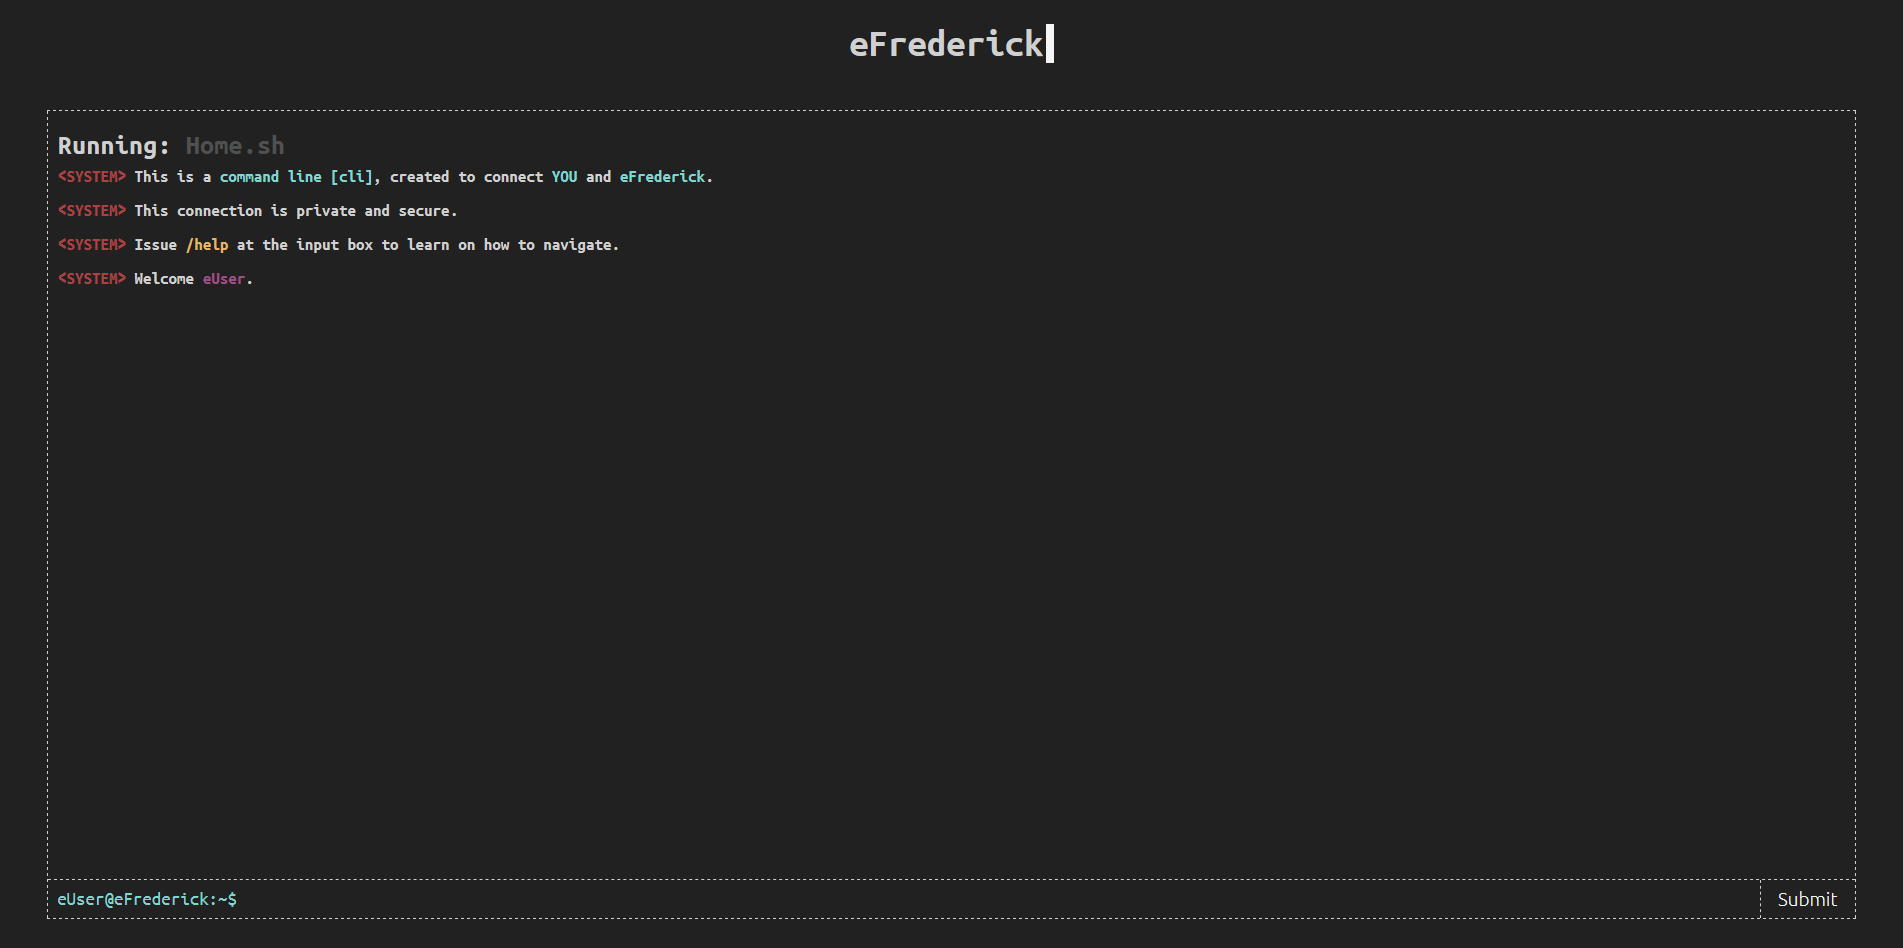 eFrederick
Running: Home.sh
<SYSTEM> This is a command line [cli], created to connect YOU and eFrederick.
<SYSTEM> This connection is private and secure.
<SYSTEM> Issue /help at the input box to learn on how to navigate.
<SYSTEM> Welcome eUser.
eUser@eFrederick:~$
Submit